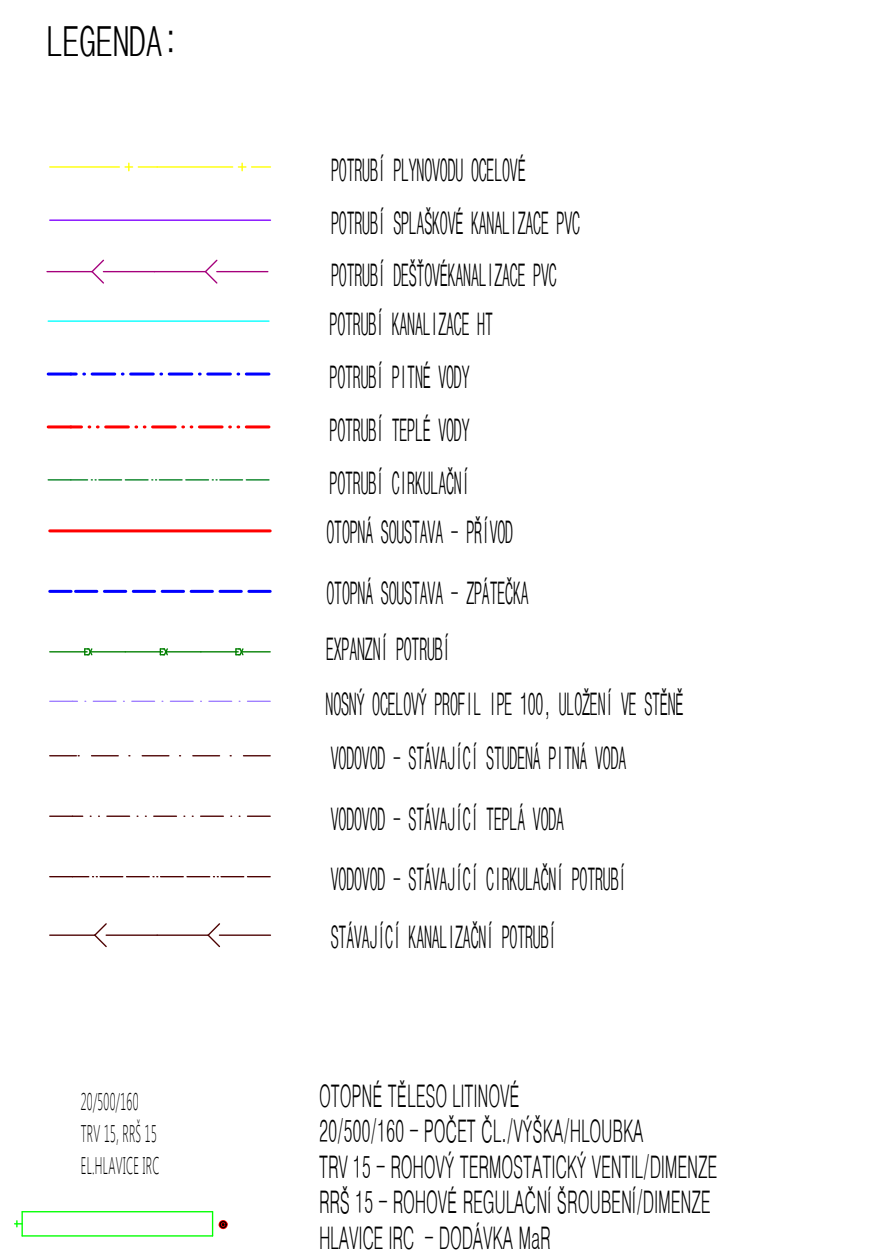 LEGENDA:
POTRUBÍ PLYNOVODU OCELOVÉ
POTRUBÍ SPLAŠKOVÉ KANALIZACE PVC
POTRUBÍ DEŠŤOVÉKANALIZACE PVC
POTRUBÍ KANALIZACE HT
POTRUBÍ PITNÉ VODY
POTRUBÍ TEPLÉ VODY
POTRUBÍ CIRKULAČNÍ
OTOPNÁ SOUSTAVA - PŘÍVOD
OTOPNÁ SOUSTAVA - ZPÁTEČKA
EX EX EX EXPANZNÍ POTRUBÍ
NOSNÝ OCELOVÝ PROFIL IPE 100, ULOŽENÍ VE STĚNĚ
VODOVOD - STÁVAJÍCÍ STUDENÁ PITNÁ VODA
VODOVOD - STÁVAJÍCÍ TEPLÁ VODA
VODOVOD - STÁVAJÍCÍ CIRKULAČNÍ POTRUBÍ
STÁVAJÍCÍ KANALIZAČNÍ POTRUBÍ
20/500/160
TRV 15, RRŠ 15
EL.HLAVICE IRC
OTOPNÉ TĚLESO LITINOVÉ
20/500/160 - POČET ČL./VÝŠKA/HLOUBKA
TRV 15 - ROHOVÝ TERMOSTATICKÝ VENTIL/DIMENZE
RRŠ 15 - ROHOVÉ REGULAČNÍ ŠROUBENÍ/DIMENZE
HLAVICE IRC - DODÁVKA MaR